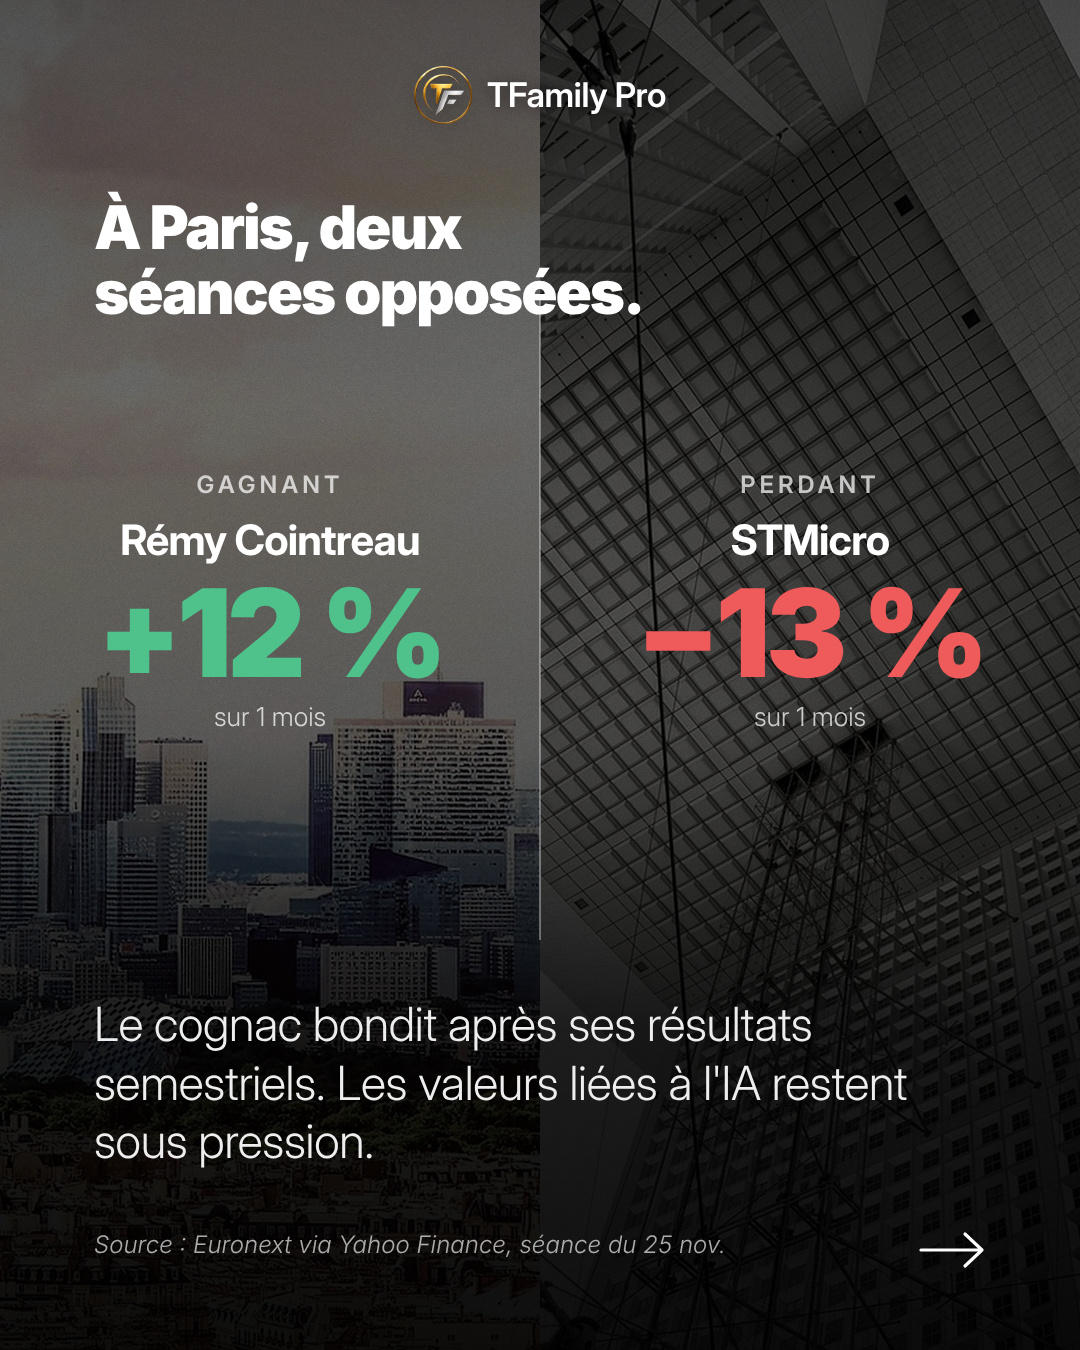 TFamily Pro
À Paris, deux
séances opposées.
GAGNANT
Rémy Cointreau
+12 %
sur 1 mois
PERDANT
STMicro
−13 %
sur 1 mois
Le cognac bondit après ses résultats
semestriels. Les valeurs liées à l'IA restent
sous pression.
Source : Euronext via Yahoo Finance, séance du 25 nov.